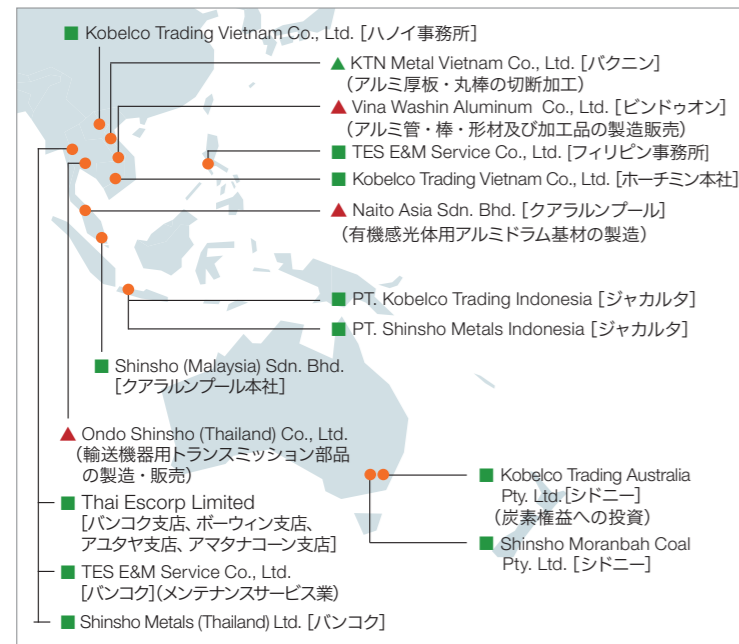 ■ Kobelco Trading Vietnam Co., Ltd. [ハノイ事務所]
▲ KTN Metal Vietnam Co., Ltd. [バクニン]
（アルミ厚板・丸棒の切断加工）
▲ Vina Washin Aluminum Co., Ltd. [ビンドゥオン]
（アルミ管・棒・形材及び加工品の製造販売）
■ TES E&M Service Co., Ltd. [フィリピン事務所]
■ Kobelco Trading Vietnam Co., Ltd. [ホーチミン本社]
▲ Naito Asia Sdn. Bhd. [クアラルンプール]
（有機感光体用アルミドラム基材の製造）
■ PT. Kobelco Trading Indonesia [ジャカルタ]
■ PT. Shinsho Metals Indonesia [ジャカルタ]
■ Shinsho (Malaysia) Sdn. Bhd.
[クアラルンプール本社]
▲ Ondo Shinsho (Thailand) Co., Ltd.
（輸送機器用トランスミッション部品
の製造・販売）
■ Thai Escorp Limited
[バンコク支店、ボーウィン支店、
アユタヤ支店、アマタナコーン支店]
■ TES E&M Service Co., Ltd.
[バンコク]（メンテナンスサービス業）
■ Shinsho Metals (Thailand) Ltd. [バンコク]
■ Kobelco Trading Australia
Pty. Ltd. [シドニー]
（炭素権益への投資）
■ Shinsho Moranbah Coal
Pty. Ltd. [シドニー]